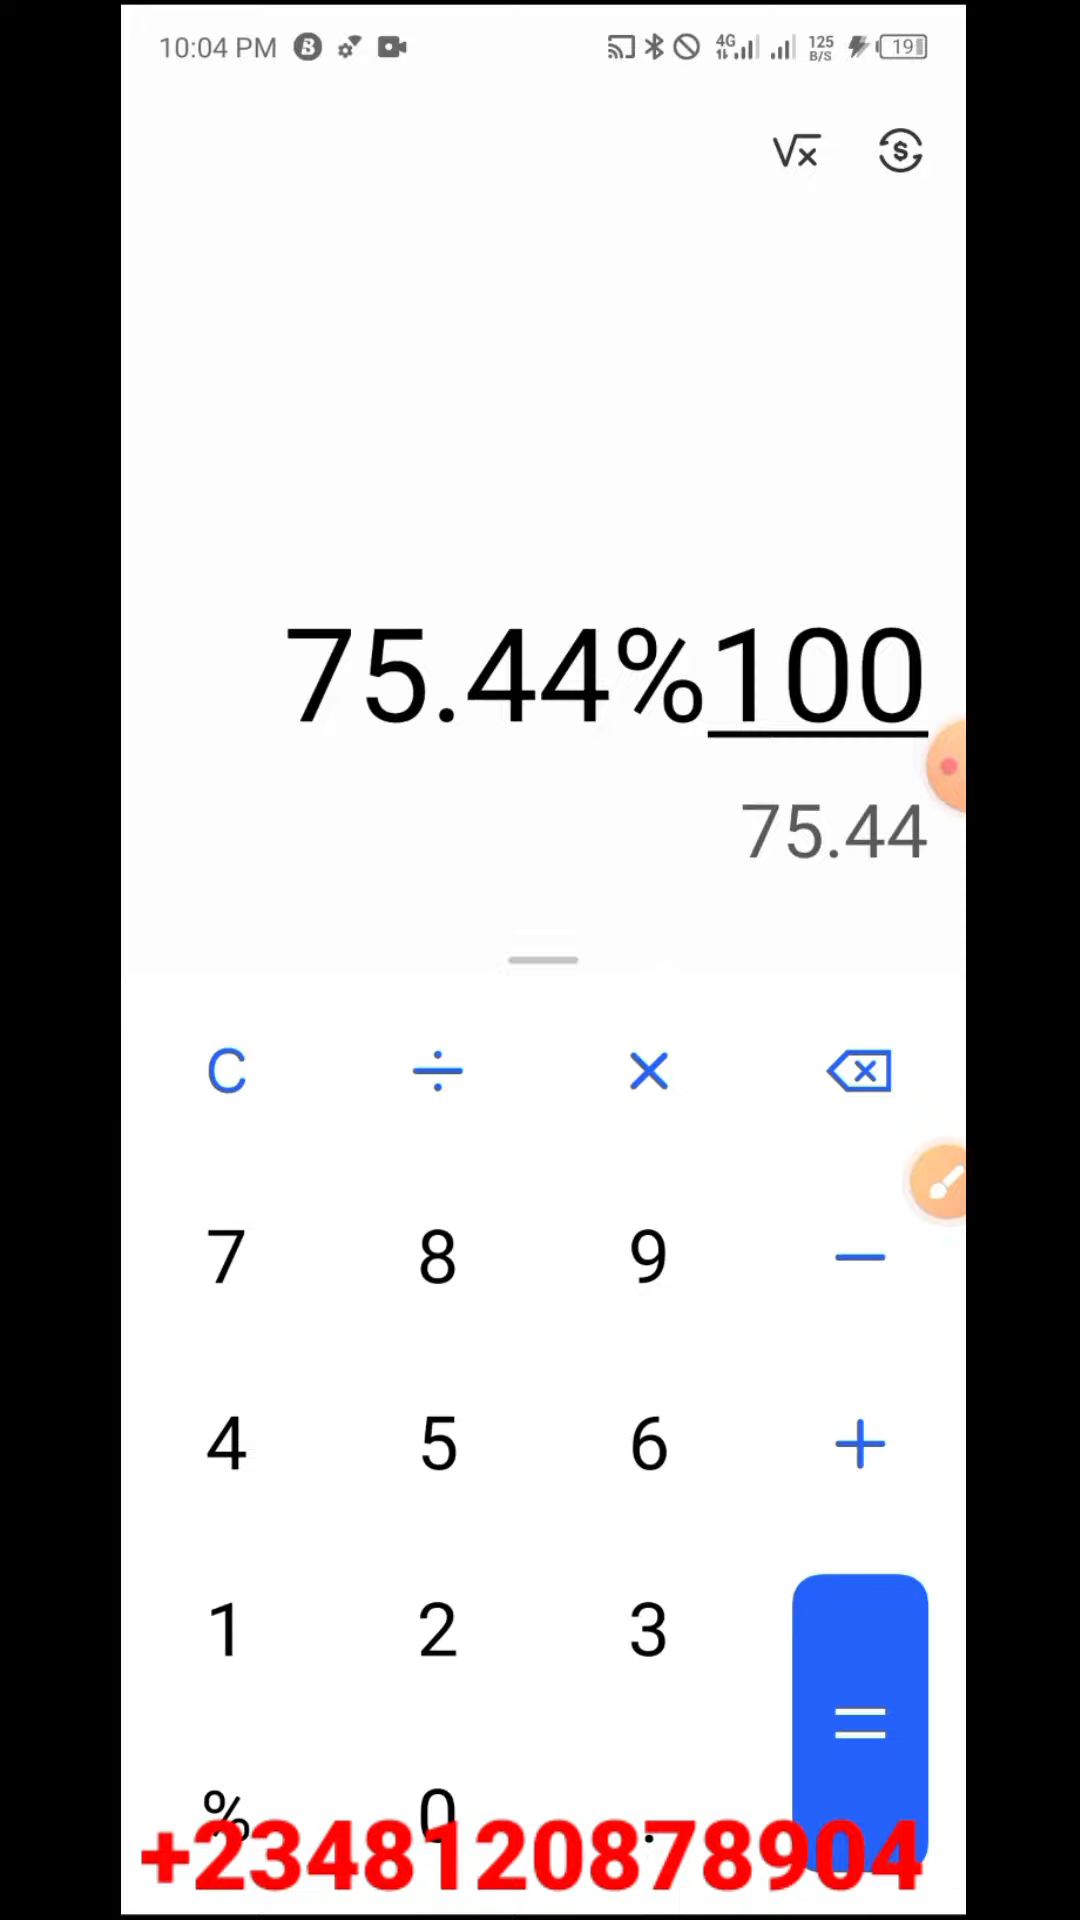 10:04 PM 4G 125 B/S 19
√x $
75.44%100
75.44
C ÷ ×
7 8 9 −
4 5 6 +
1 2 3
=
% 0 .
+2348120878904